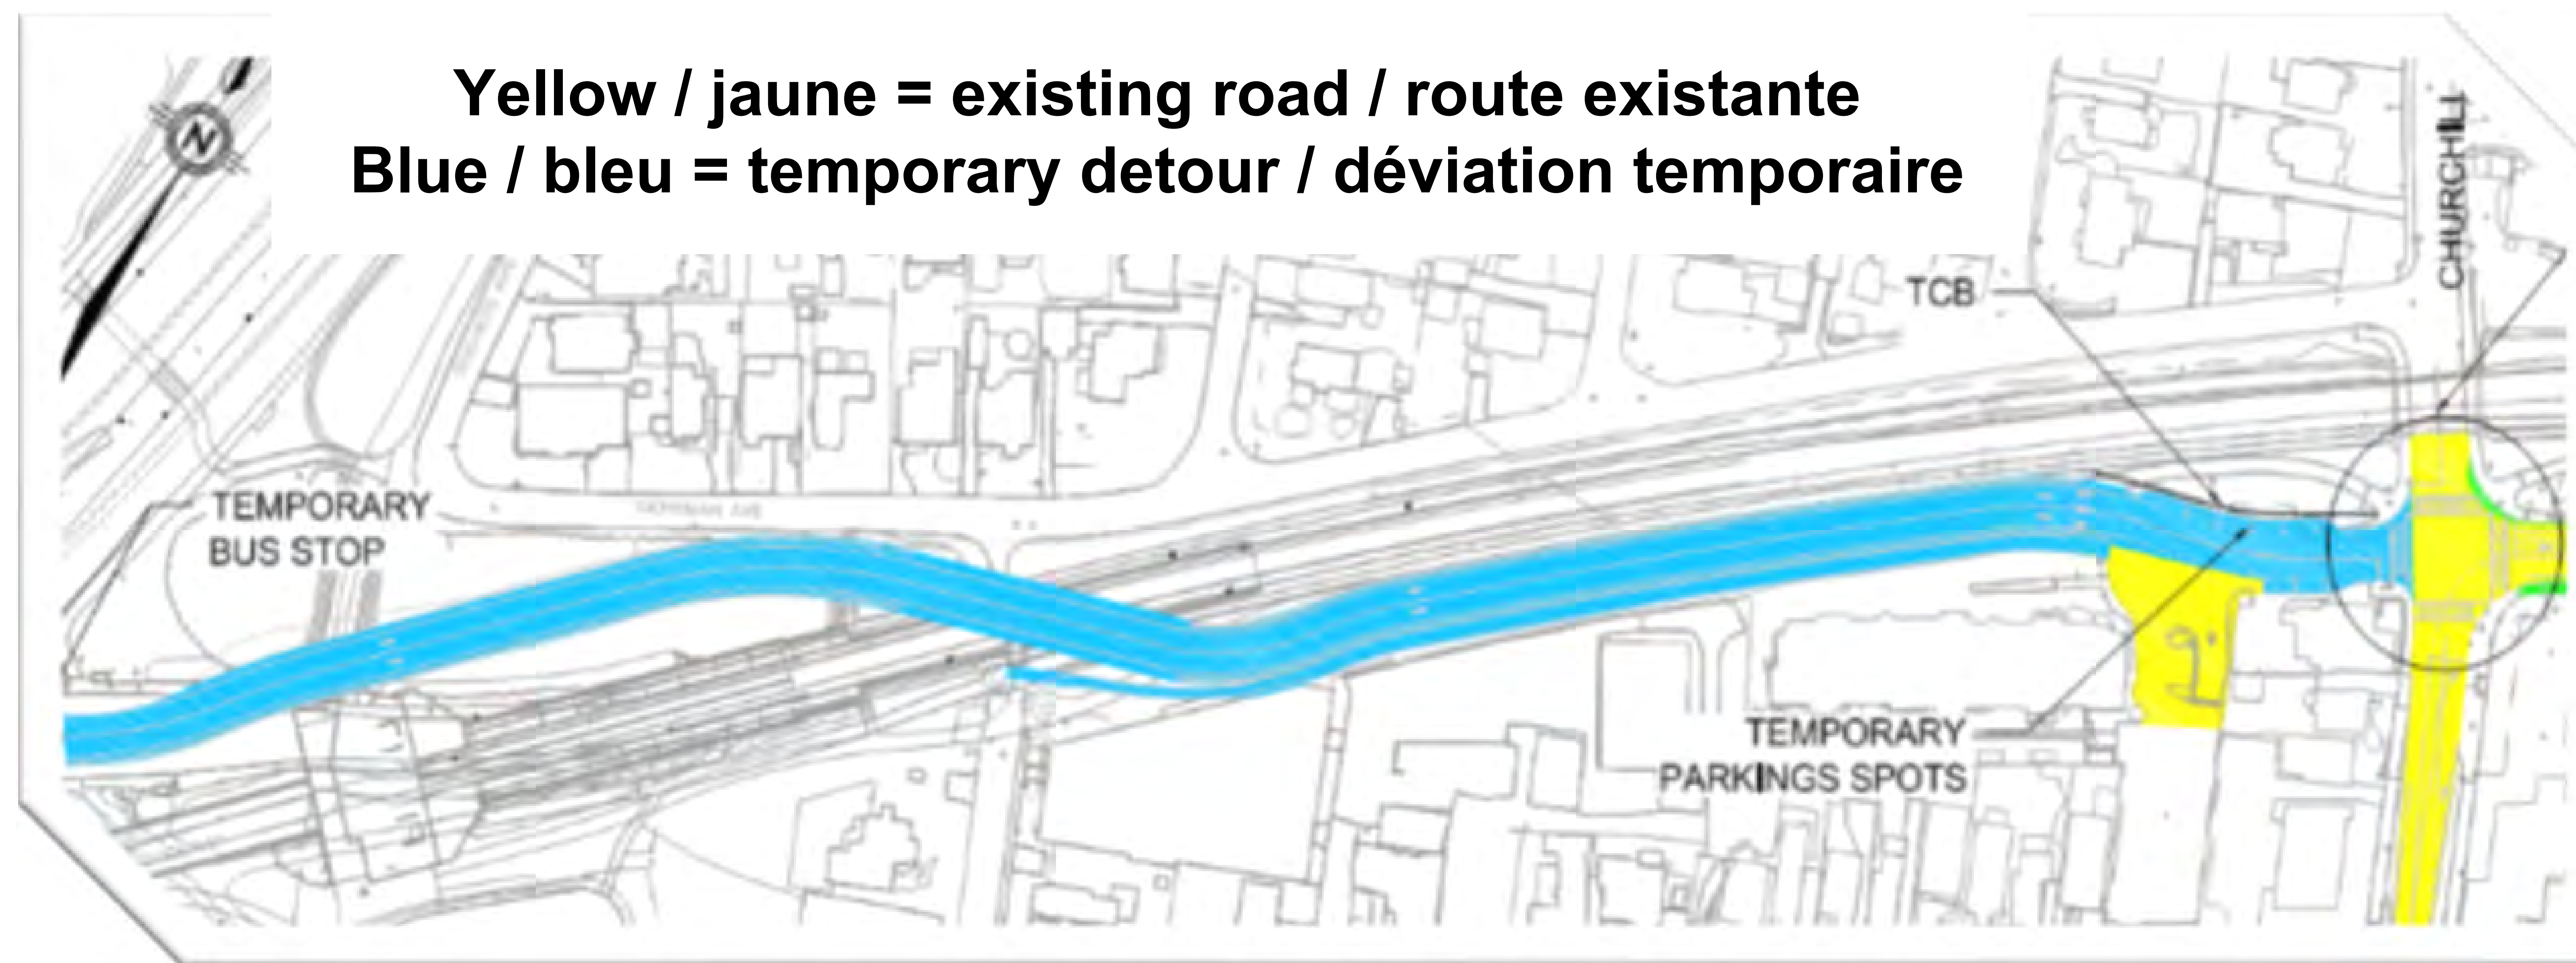 Yellow / jaune = existing road / route existante
Blue / bleu = temporary detour / déviation temporaire
N
CHURCHILL
TCB
TEMPORARY
BUS STOP
TEMPORARY
PARKINGS SPOTS